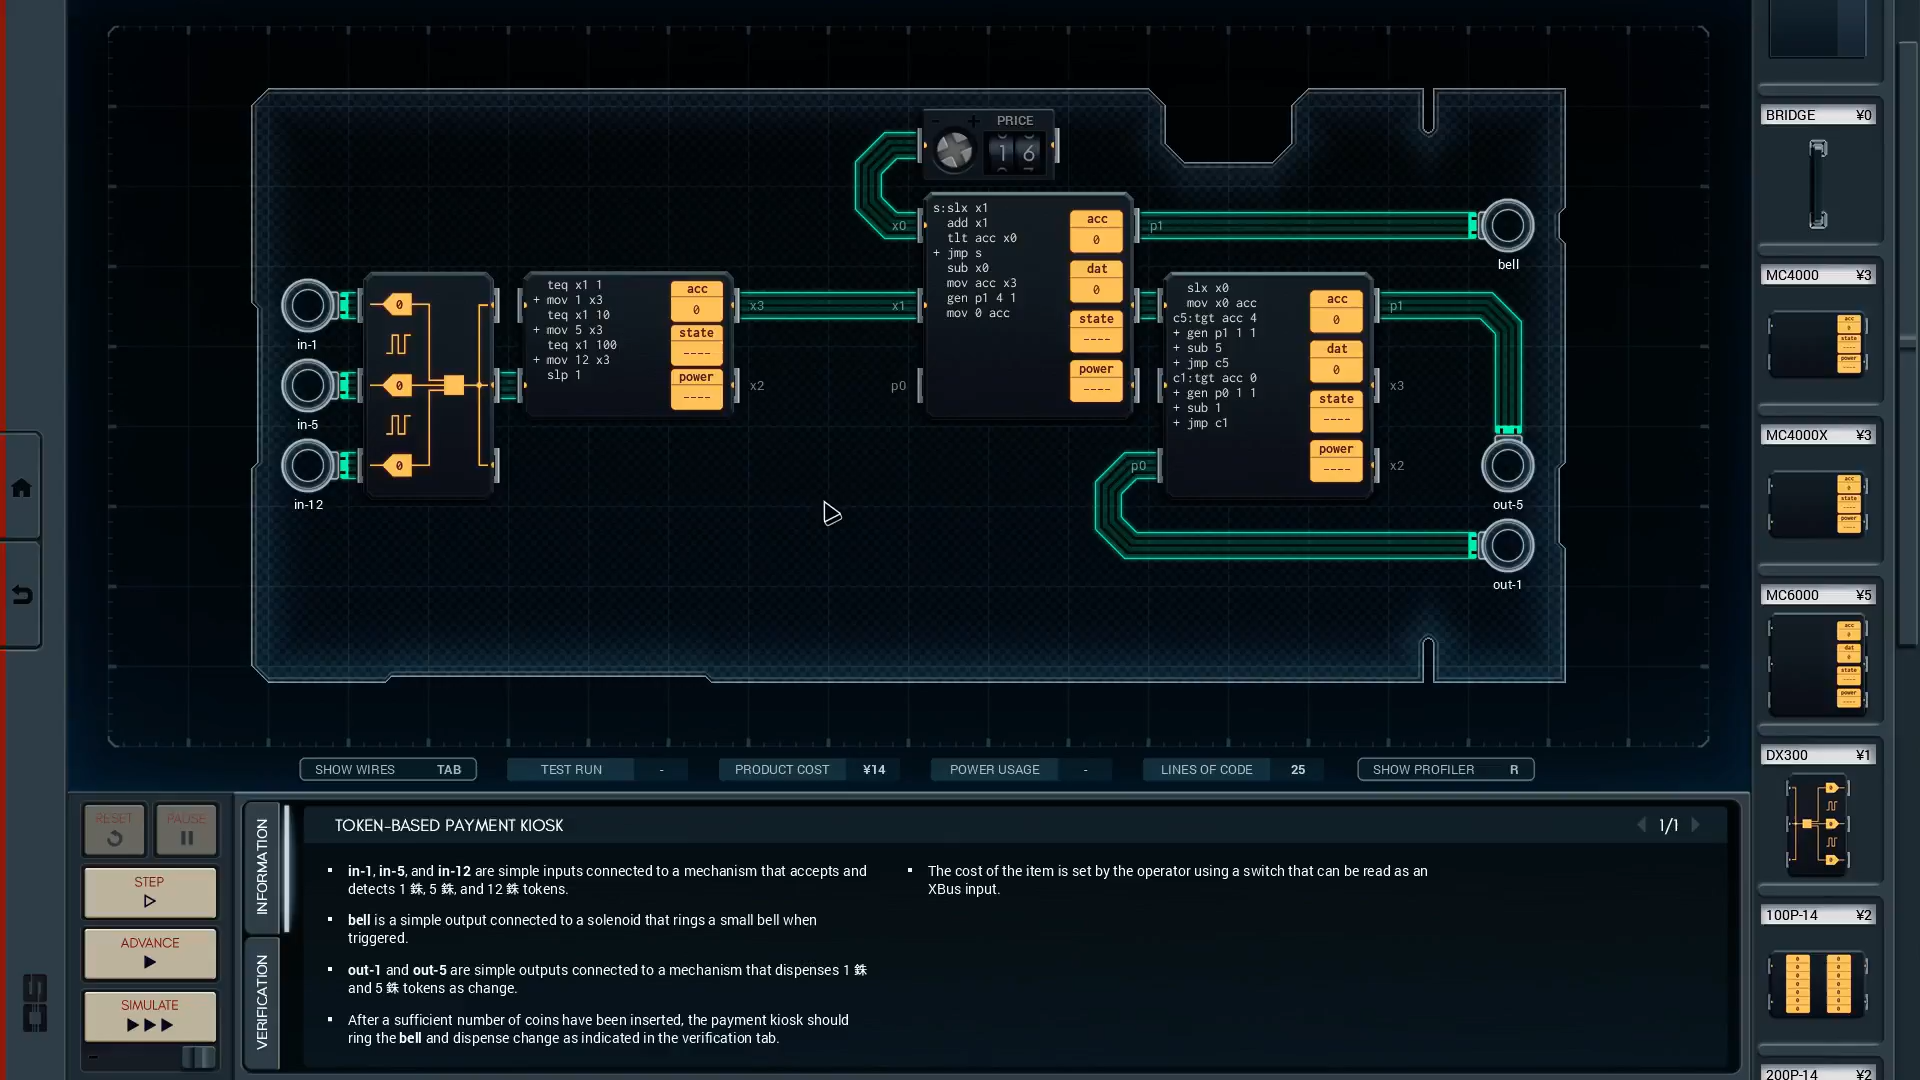 PRICE
1 6
s:slx x1
add x1
tlt acc x0
+ jmp s
sub x0
mov acc x3
gen p1 4 1
mov 0 acc
acc
0
dat
0
state
----
power
----
x0
x1
p0
p1
bell
in-1
in-5
in-12
0
0
0
teq x1 1
+ mov 1 x3
teq x1 10
+ mov 5 x3
teq x1 100
+ mov 12 x3
slp 1
acc
0
state
----
power
----
x3
x2
slx x0
mov x0 acc
c5:tgt acc 4
+ gen p1 1 1
+ sub 5
+ jmp c5
c1:tgt acc 0
+ gen p0 1 1
+ sub 1
+ jmp c1
acc
0
dat
0
state
----
power
----
p0
p1
x3
x2
out-5
out-1
BRIDGE ¥0
MC4000 ¥3
MC4000X ¥3
MC6000 ¥5
DX300 ¥1
100P-14 ¥2
200P-14 ¥2
SHOW WIRES TAB
TEST RUN -
PRODUCT COST ¥14
POWER USAGE -
LINES OF CODE 25
SHOW PROFILER R
RESET
PAUSE
STEP
ADVANCE
SIMULATE
INFORMATION
VERIFICATION
TOKEN-BASED PAYMENT KIOSK
1/1
▪ in-1, in-5, and in-12 are simple inputs connected to a mechanism that accepts and
detects 1 銖, 5 銖, and 12 銖 tokens.
▪ bell is a simple output connected to a solenoid that rings a small bell when
triggered.
▪ out-1 and out-5 are simple outputs connected to a mechanism that dispenses 1 銖
and 5 銖 tokens as change.
▪ After a sufficient number of coins have been inserted, the payment kiosk should
ring the bell and dispense change as indicated in the verification tab.
▪ The cost of the item is set by the operator using a switch that can be read as an
XBus input.